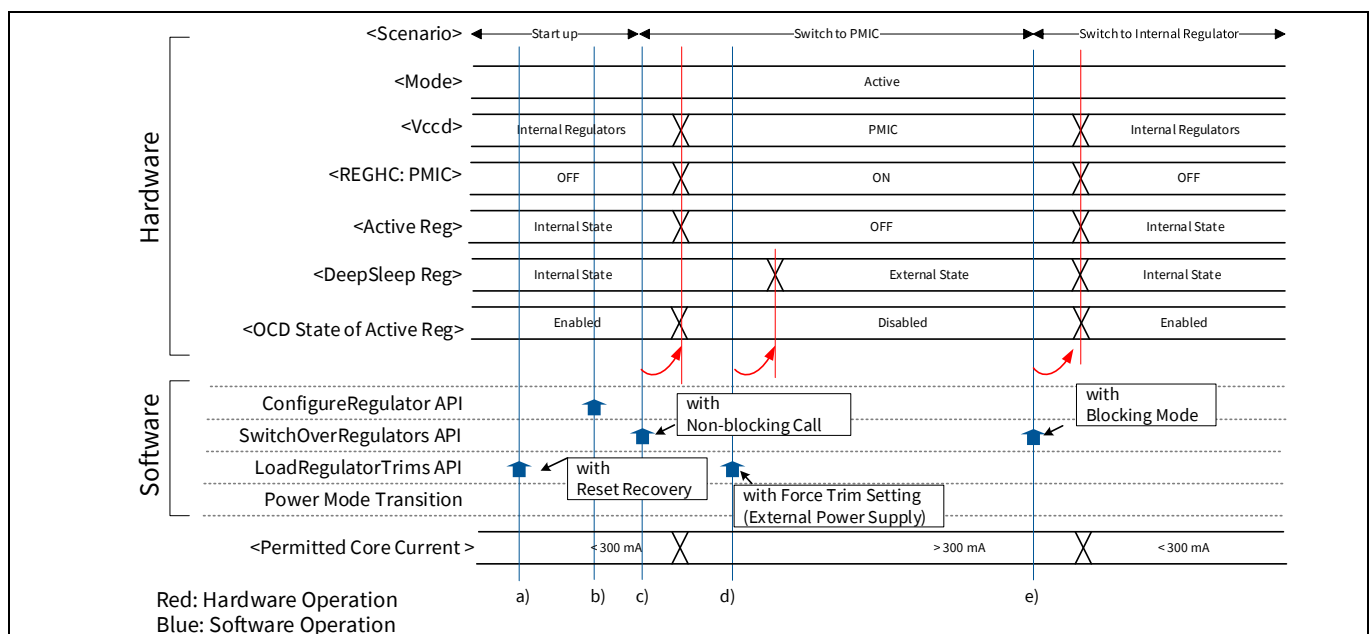 <Scenario>
Start up
Switch to PMIC
Switch to Internal Regulator
Hardware
<Mode>
Active
<Vccd>
Internal Regulators
PMIC
Internal Regulators
<REGHC: PMIC>
OFF
ON
OFF
<Active Reg>
Internal State
OFF
Internal State
<DeepSleep Reg>
Internal State
External State
Internal State
<OCD State of Active Reg>
Enabled
Disabled
Enabled
Software
ConfigureRegulator API
with
Non-blocking Call
with
Blocking Mode
SwitchOverRegulators API
LoadRegulatorTrims API
with
Reset Recovery
Power Mode Transition
with Force Trim Setting
(External Power Supply)
<Permitted Core Current >
< 300 mA
> 300 mA
< 300 mA
a)
b)
c)
d)
e)
Red: Hardware Operation
Blue: Software Operation